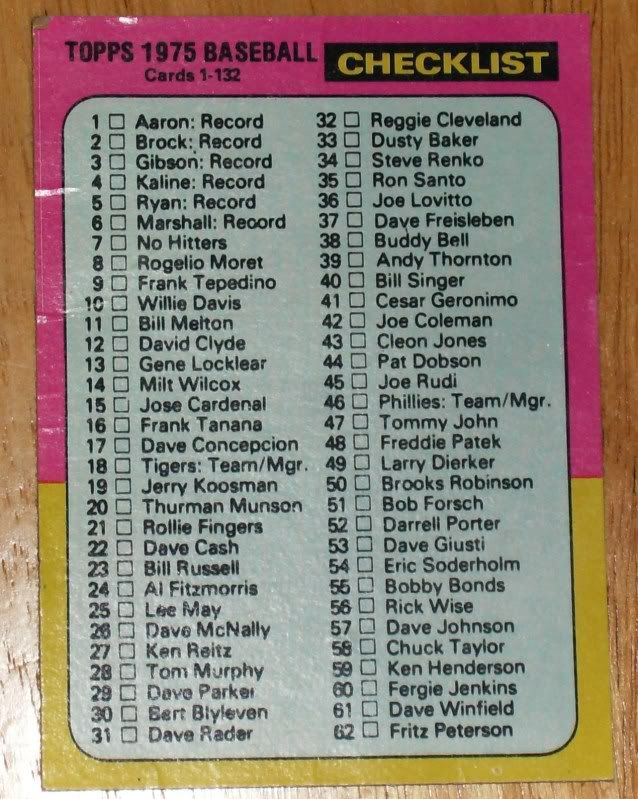 TOPPS 1975 BASEBALL
Cards 1-132
CHECKLIST
1 Aaron: Record
2 Brock: Record
3 Gibson: Record
4 Kaline: Record
5 Ryan: Record
6 Marshall: Record
7 No Hitters
8 Rogelio Moret
9 Frank Tepedino
10 Willie Davis
11 Bill Melton
12 David Clyde
13 Gene Locklear
14 Milt Wilcox
15 Jose Cardenal
16 Frank Tanana
17 Dave Concepcion
18 Tigers: Team/Mgr.
19 Jerry Koosman
20 Thurman Munson
21 Rollie Fingers
22 Dave Cash
23 Bill Russell
24 Al Fitzmorris
25 Lee May
26 Dave McNally
27 Ken Reitz
28 Tom Murphy
29 Dave Parker
30 Bert Blyleven
31 Dave Rader
32 Reggie Cleveland
33 Dusty Baker
34 Steve Renko
35 Ron Santo
36 Joe Lovitto
37 Dave Freisleben
38 Buddy Bell
39 Andy Thornton
40 Bill Singer
41 Cesar Geronimo
42 Joe Coleman
43 Cleon Jones
44 Pat Dobson
45 Joe Rudi
46 Phillies: Team/Mgr.
47 Tommy John
48 Freddie Patek
49 Larry Dierker
50 Brooks Robinson
51 Bob Forsch
52 Darrell Porter
53 Dave Giusti
54 Eric Soderholm
55 Bobby Bonds
56 Rick Wise
57 Dave Johnson
58 Chuck Taylor
59 Ken Henderson
60 Fergie Jenkins
61 Dave Winfield
62 Fritz Peterson